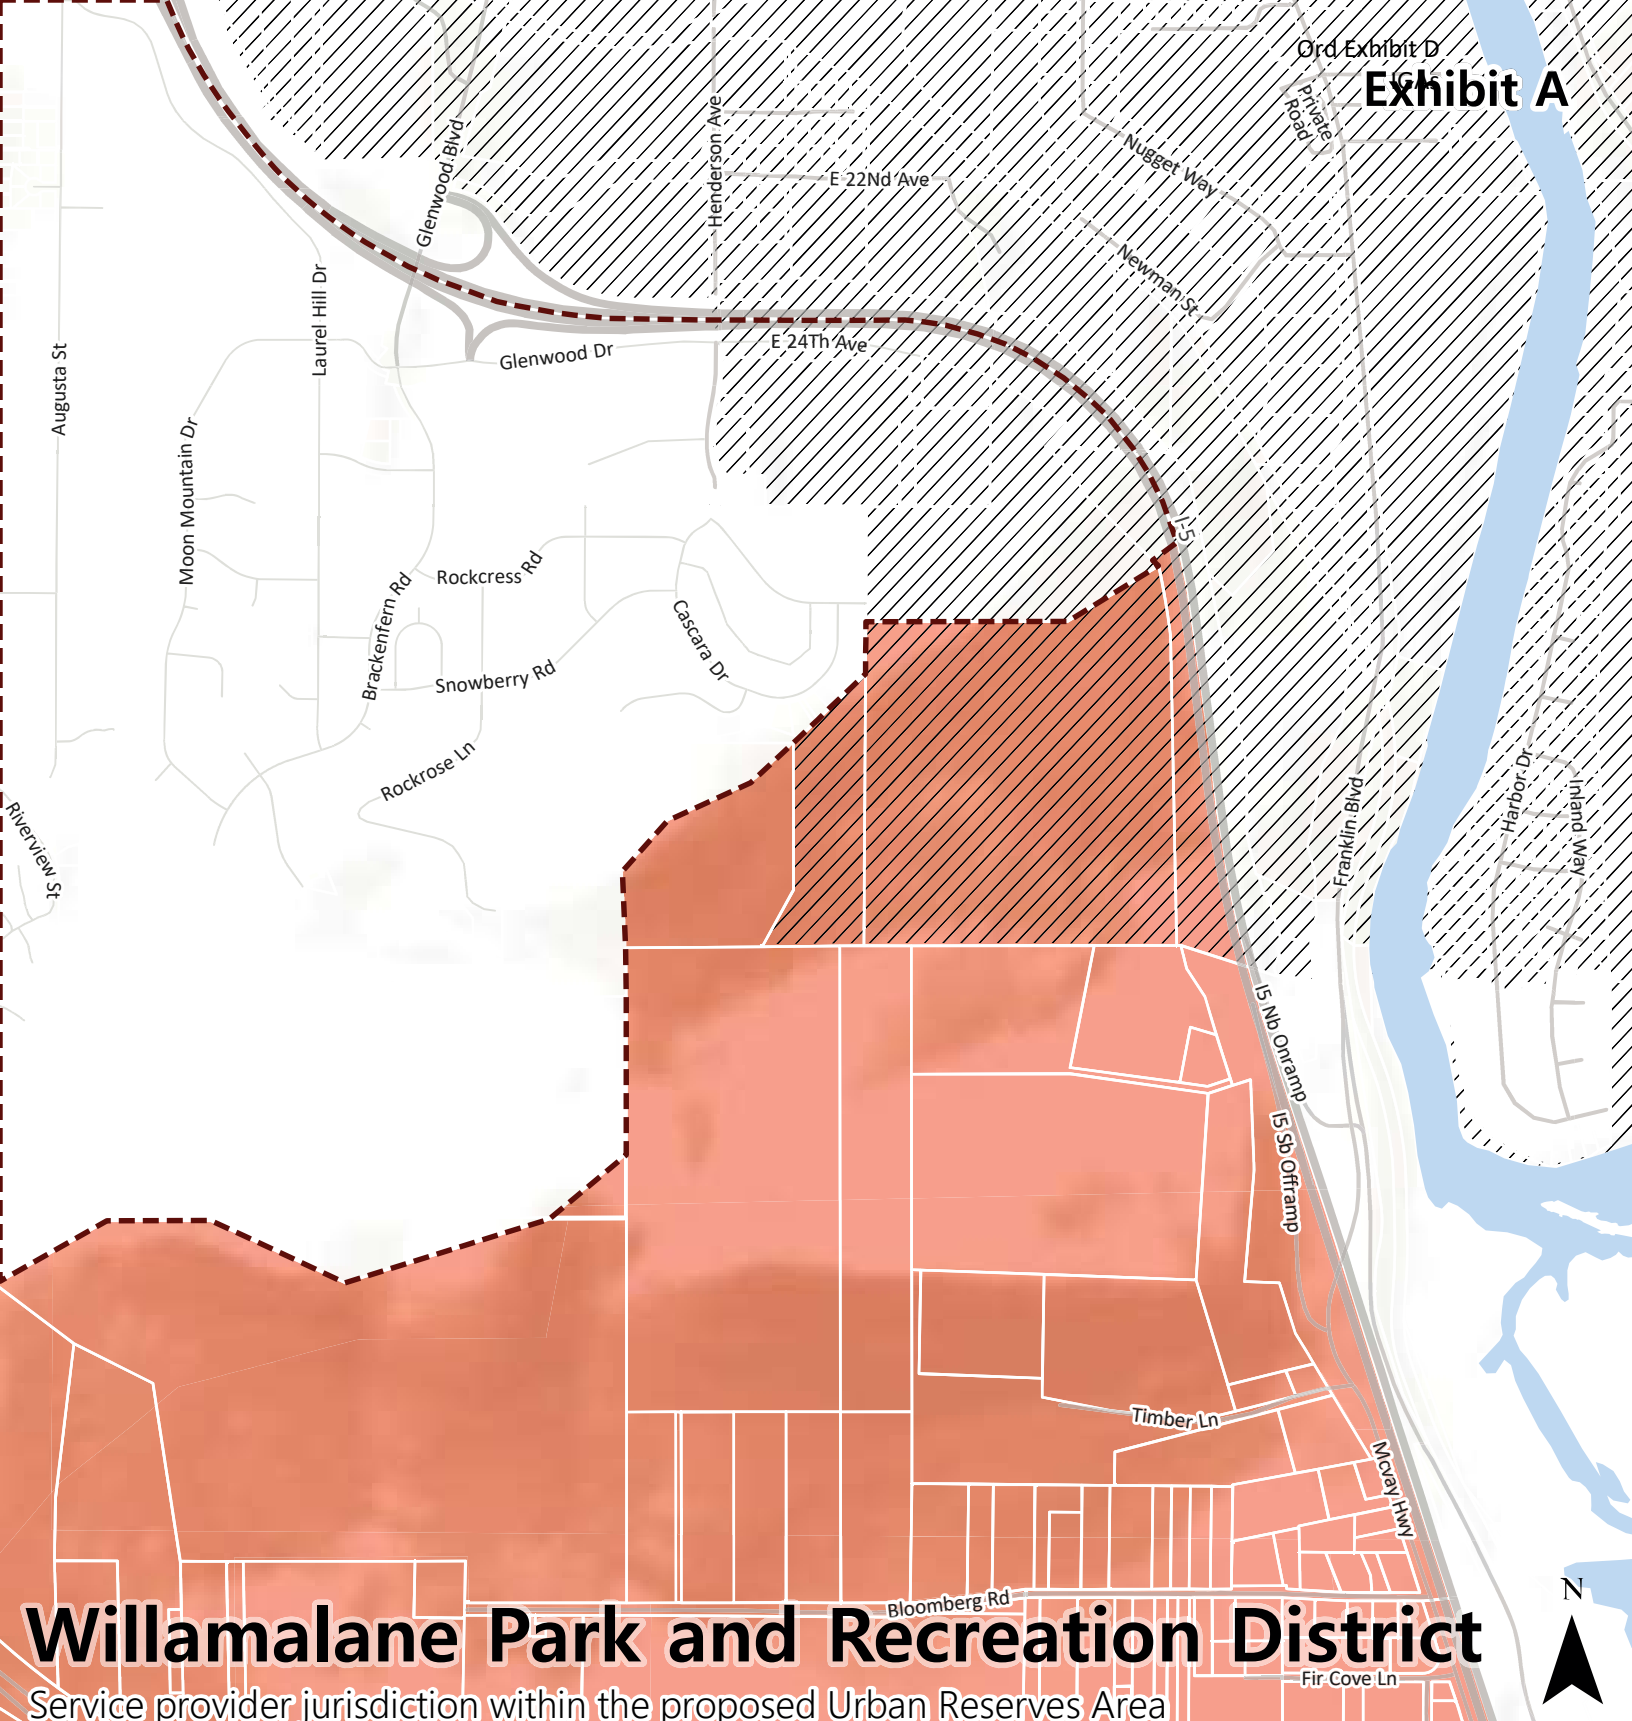 Ord Exhibit D
IGAs
Exhibit A
Private
Road
Nugget Way
Henderson Ave
Glenwood Blvd
E 22Nd Ave
Newman St
Laurel Hill Dr
E 24Th Ave
Glenwood Dr
Augusta St
Moon Mountain Dr
I-5
Rockcress Rd
Brackenfern Rd
Cascara Dr
Snowberry Rd
Rockrose Ln
Riverview St
Franklin Blvd
Harbor Dr
Inland Way
I5 Nb Onramp
I5 Sb Offramp
Timber Ln
Mcvay Hwy
Bloomberg Rd
N
Willamalane Park and Recreation District
Fir Cove Ln
Service provider jurisdiction within the proposed Urban Reserves Area